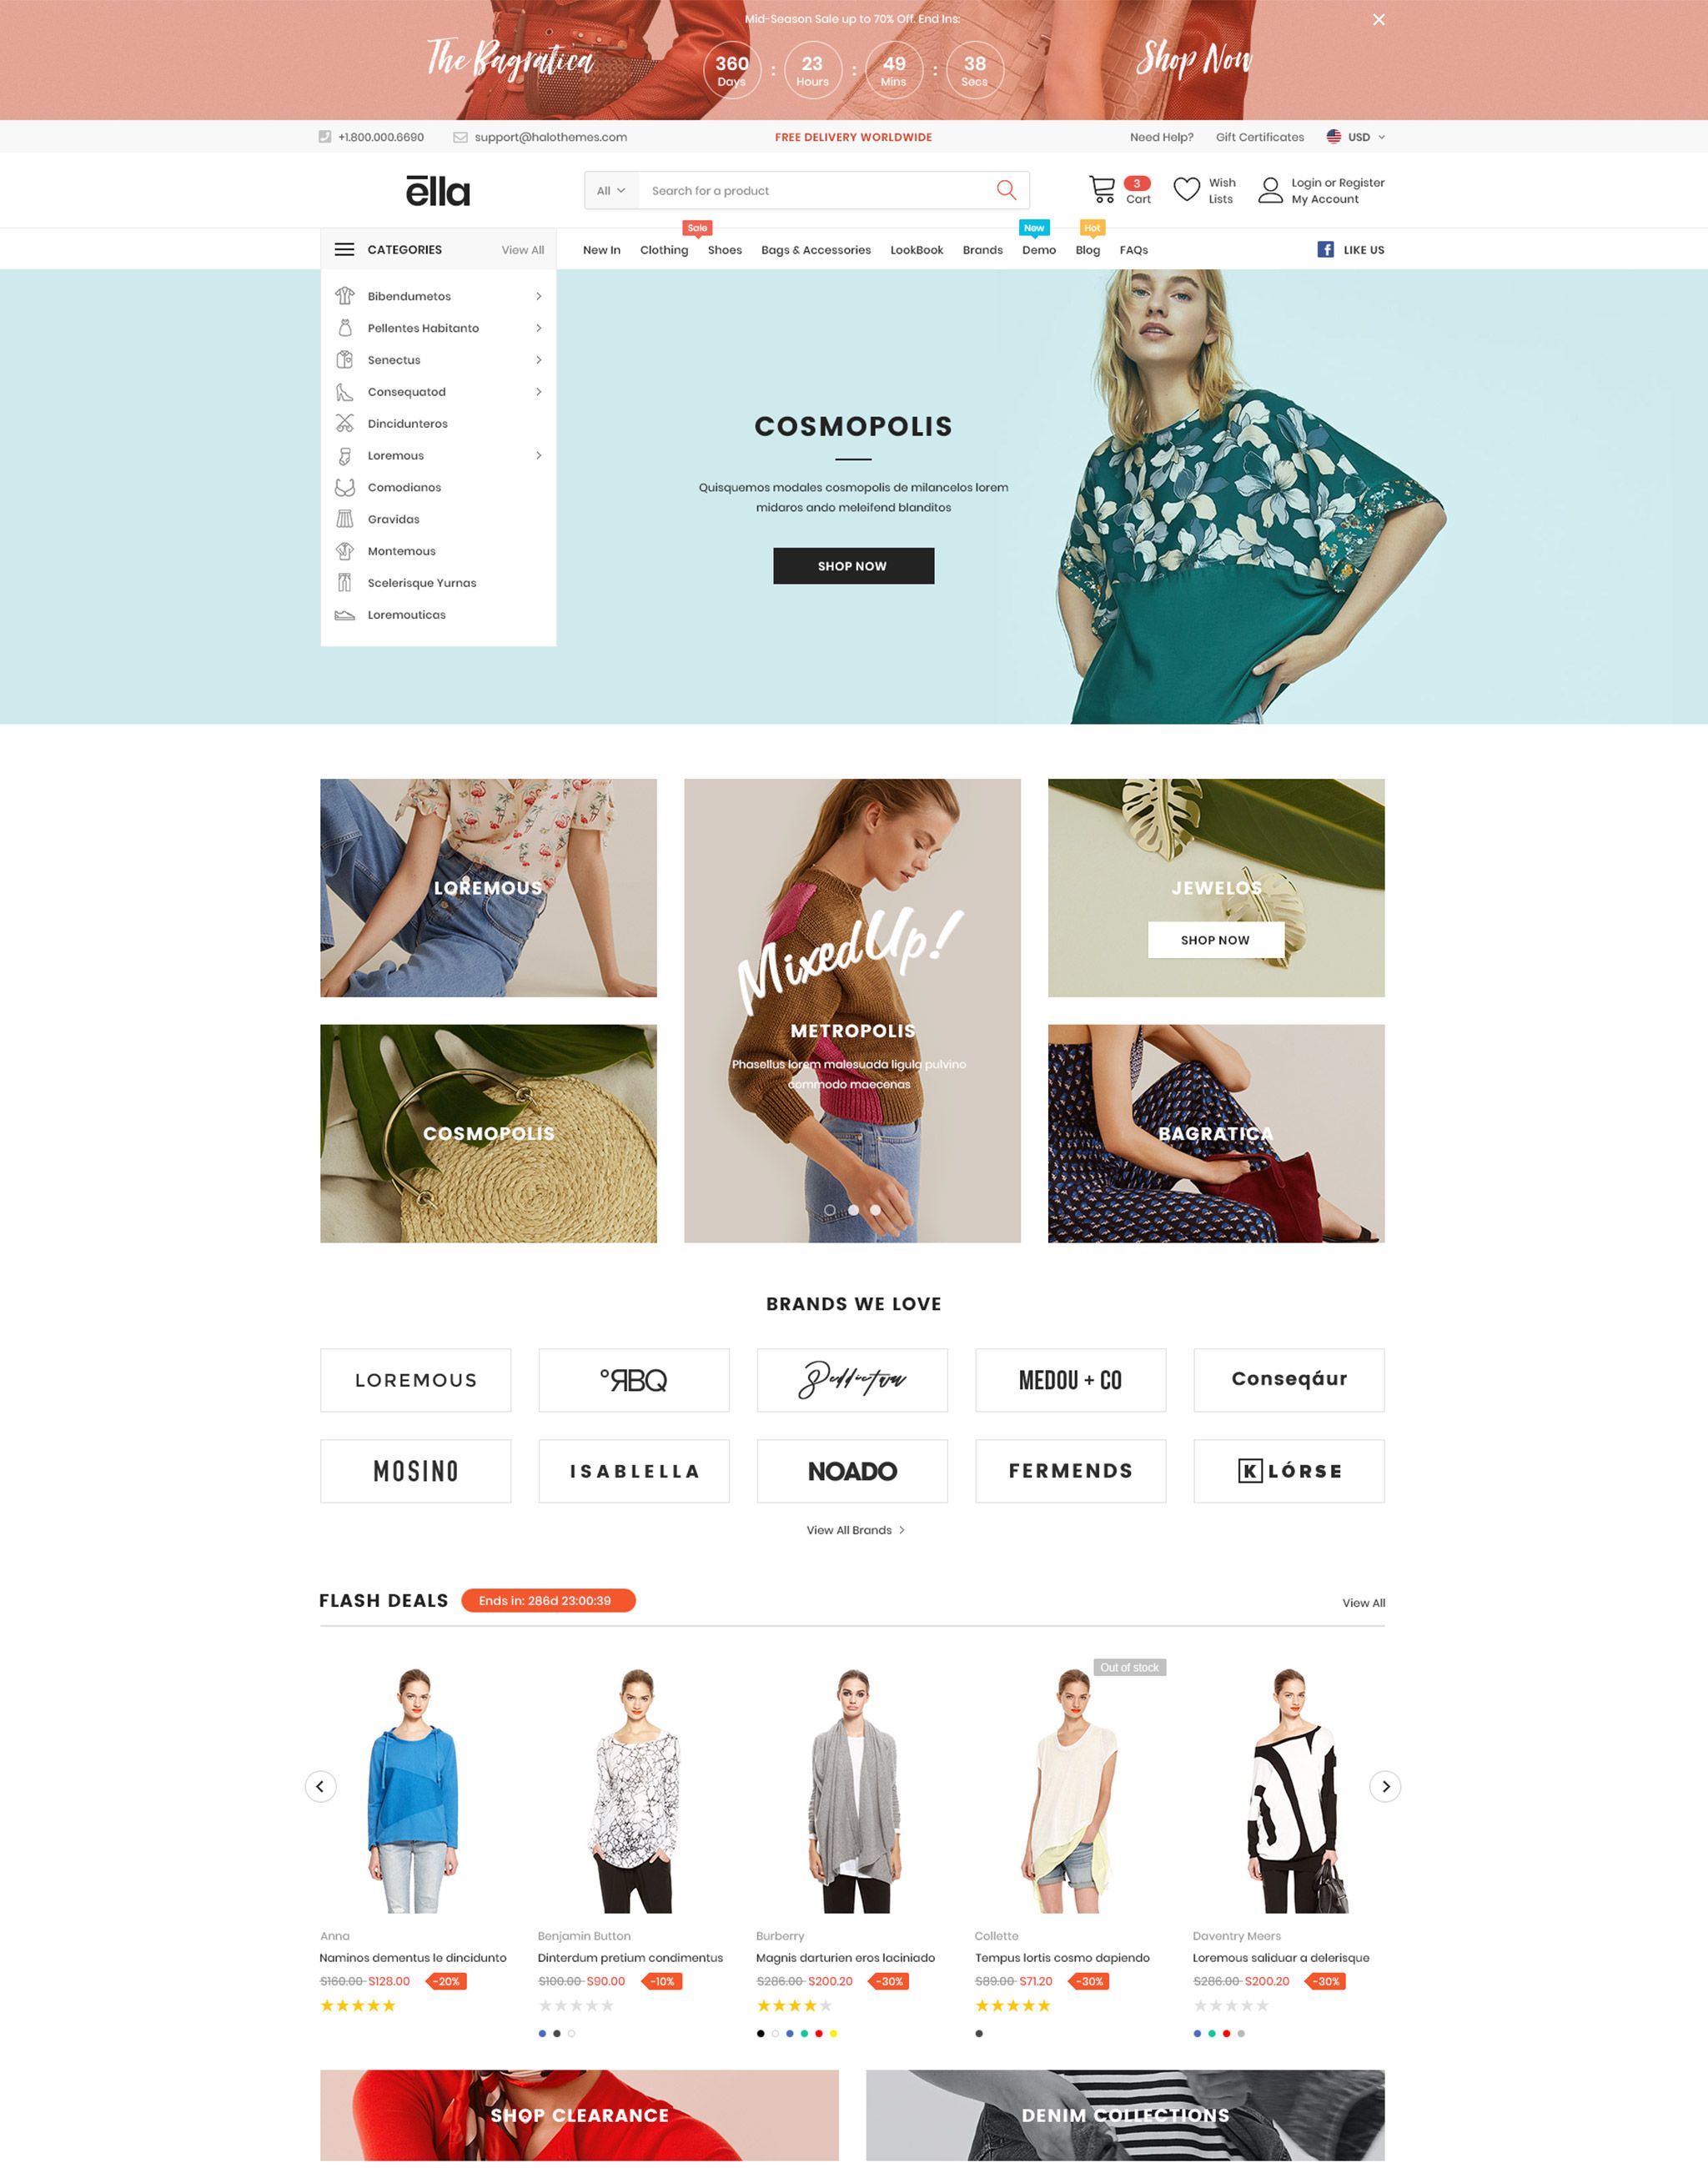 Mid-Season Sale up to 70% Off. End Ins:
The Bagratica
360 : 23 : 49 : 38
Days Hours Mins Secs
Shop Now
+1.800.000.6690
support@halothemes.com
FREE DELIVERY WORLDWIDE
Need Help?
Gift Certificates
USD
ēlla
All
Search for a product
3
Cart
Wish
Lists
Login or Register
My Account
CATEGORIES
View All
Sale
New
Hot
New In
Clothing
Shoes
Bags & Accessories
LookBook
Brands
Demo
Blog
FAQs
f
LIKE US
Bibendumetos
Pellentes Habitanto
Senectus
Consequatod
Dincidunteros
Loremous
Comodianos
Gravidas
Montemous
Scelerisque Yurnas
Loremouticas
COSMOPOLIS
Quisquemos modales cosmopolis de milancelos lorem
midaros ando meleifend blanditos
SHOP NOW
LOREMOUS
COSMOPOLIS
Mixed Up!
METROPOLIS
Phasellus lorem malesuada ligula pulvino
commodo maecenas
JEWELOS
SHOP NOW
BAGRATICA
BRANDS WE LOVE
LOREMOUS
°ЯBQ
MEDOU + CO
Conseqáur
MOSINO
ISABLELLA
NOADO
FERMENDS
K LÓRSE
View All Brands
FLASH DEALS
Ends in: 286d 23:00:39
View All
Out of stock
Anna
Naminos dementus le dincidunto
$160.00 $128.00 -20%
Benjamin Button
Dinterdum pretium condimentus
$100.00 $90.00 -10%
Burberry
Magnis darturien eros laciniado
$286.00 $200.20 -30%
Collette
Tempus lortis cosmo dapiendo
$89.00 $71.20 -30%
Daventry Meers
Loremous saliduar a delerisque
$286.00 $200.20 -30%
SHOP CLEARANCE
DENIM COLLECTIONS